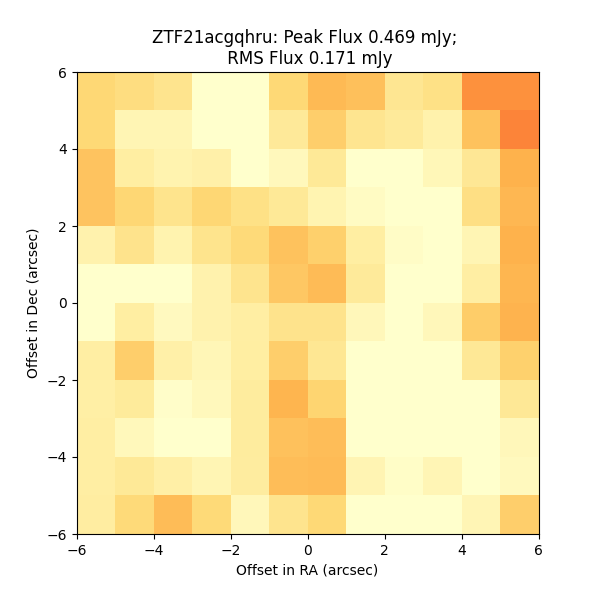 ZTF21acgqhru: Peak Flux 0.469 mJy;
RMS Flux 0.171 mJy
6
4
2
0
−2
−4
−6
Offset in Dec (arcsec)
−6 −4 −2 0 2 4 6
Offset in RA (arcsec)